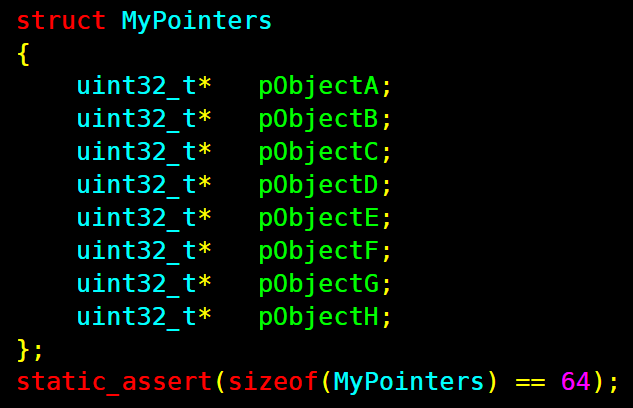 struct MyPointers
{
    uint32_t*   pObjectA;
    uint32_t*   pObjectB;
    uint32_t*   pObjectC;
    uint32_t*   pObjectD;
    uint32_t*   pObjectE;
    uint32_t*   pObjectF;
    uint32_t*   pObjectG;
    uint32_t*   pObjectH;
};
static_assert(sizeof(MyPointers) == 64);